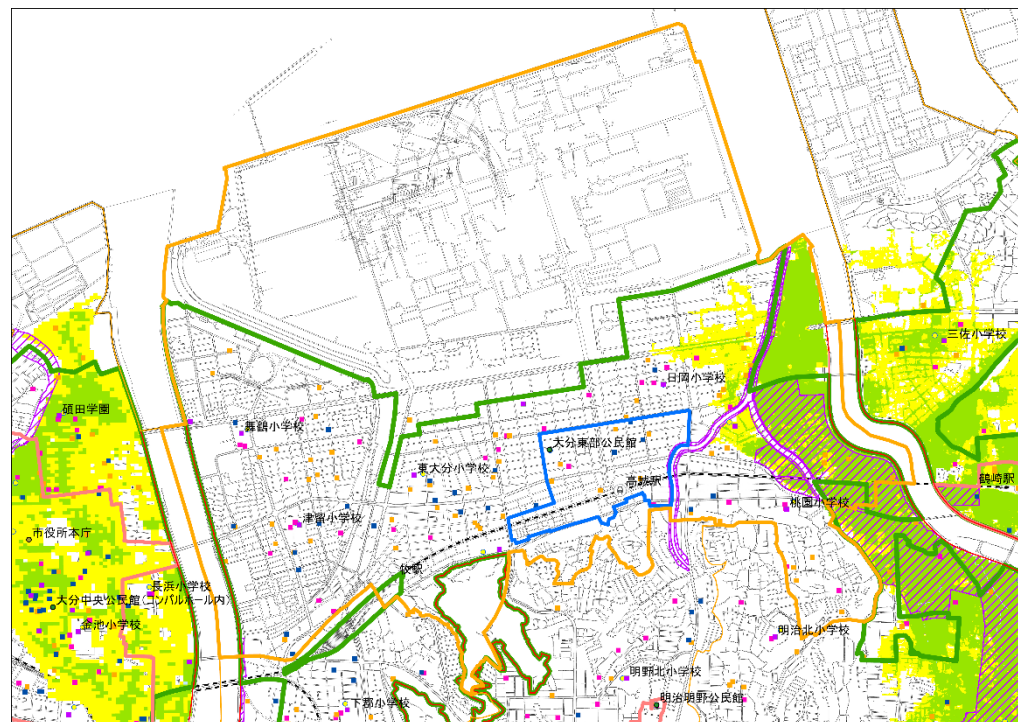 三佐小学校
日岡小学校
碩田学園
舞鶴小学校
大分東部公民館
東大分小学校
鶴崎駅
高城駅
桃園小学校
津留小学校
市役所本庁
牧駅
長浜小学校
大分中央公民館(コンパルホール内)
金池小学校
明治北小学校
明野北小学校
下郡小学校
明治明野公民館